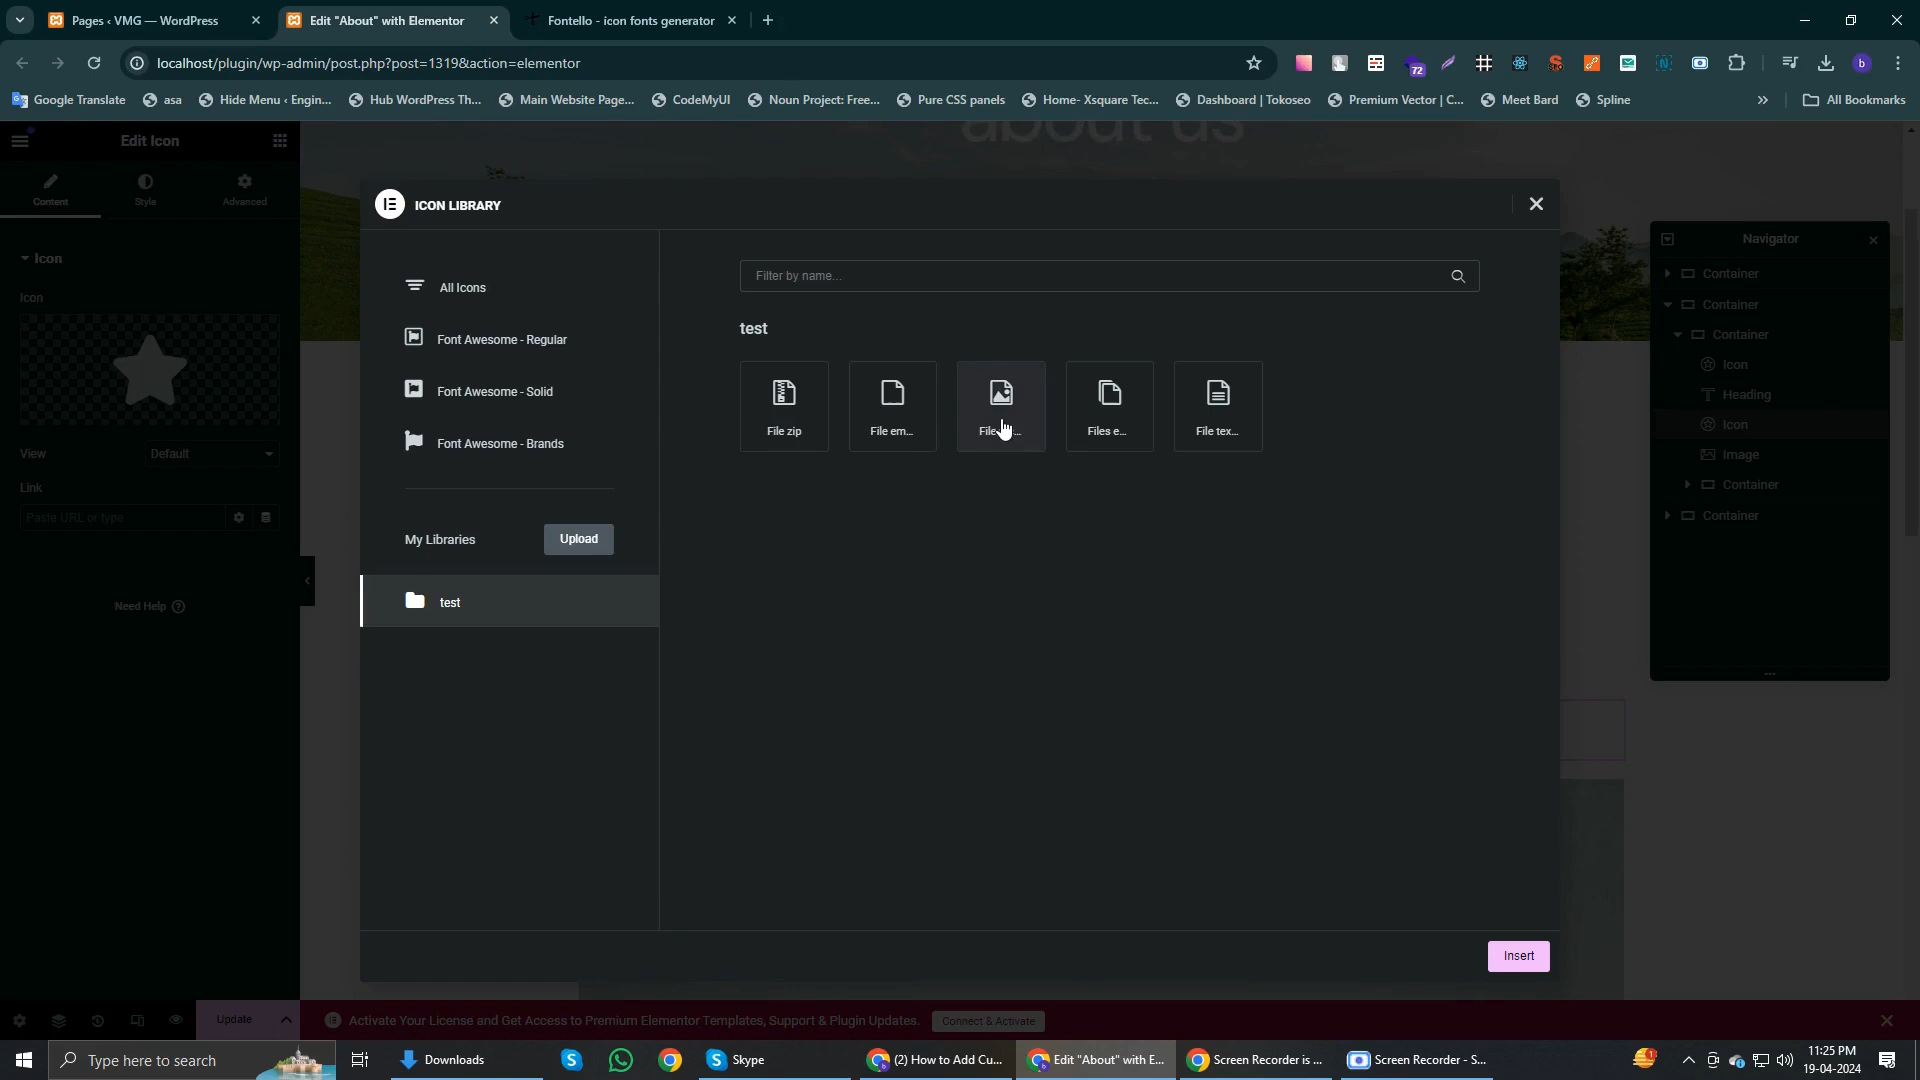 Pages ‹ VMG — WordPress
Edit "About" with Elementor
Fontello - icon fonts generator
localhost/plugin/wp-admin/post.php?post=1319&action=elementor
72
Google Translate
asa
Hide Menu ‹ Engin...
Hub WordPress Th...
Main Website Page...
CodeMyUI
Noun Project: Free...
Pure CSS panels
Home- Xsquare Tec...
Dashboard | Tokoseo
Premium Vector | C...
Meet Bard
Spline
»
All Bookmarks
Edit Icon
about us
Content
Style
Advanced
ICON LIBRARY
Icon
Icon
View
Default
Link
Paste URL or type
Need Help
All Icons
Font Awesome - Regular
Font Awesome - Solid
Font Awesome - Brands
My Libraries
Upload
test
Filter by name...
test
File zip
File em...
Files e...
File tex...
Insert
Navigator
Container
Container
Container
Icon
Heading
Icon
Image
Container
Container
Update
Activate Your License and Get Access to Premium Elementor Templates, Support & Plugin Updates.
Connect & Activate
Type here to search
Downloads
Skype
(2) How to Add Cu...
Edit "About" with E...
Screen Recorder is ...
Screen Recorder - S...
1
11:25 PM
19-04-2024